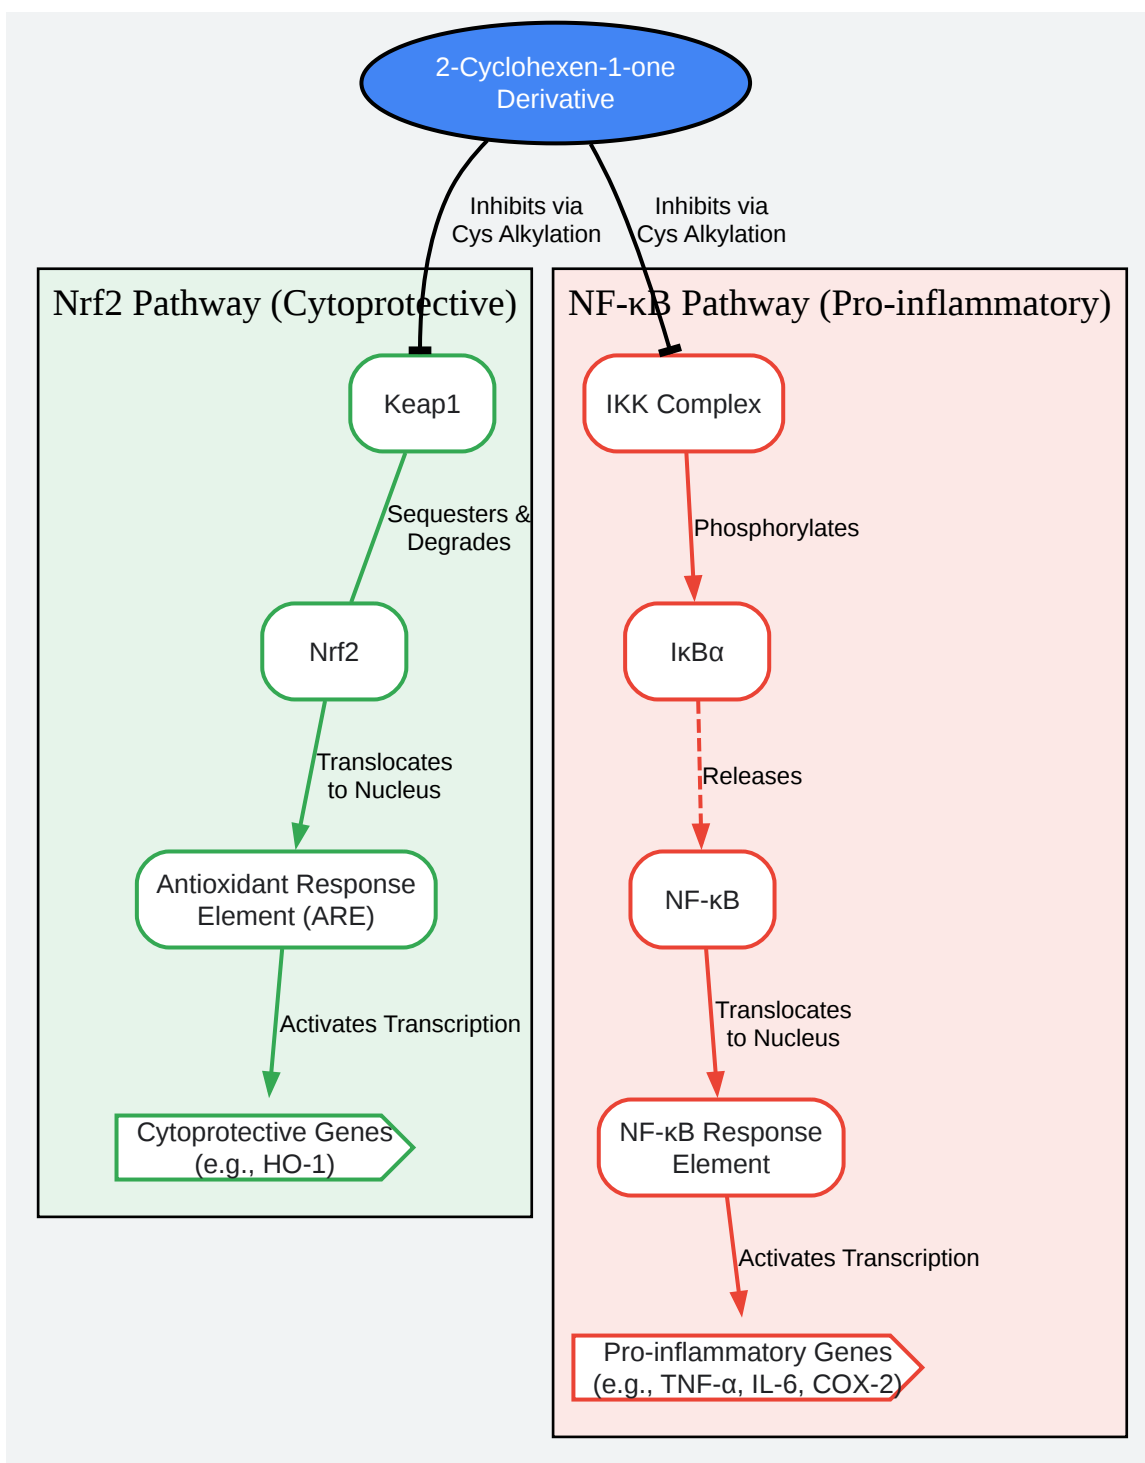 2-Cyclohexen-1-one
Derivative
Inhibits via
Cys Alkylation
Inhibits via
Cys Alkylation
Nrf2 Pathway (Cytoprotective)
Keap1
Sequesters &
Degrades
Nrf2
Translocates
to Nucleus
Antioxidant Response
Element (ARE)
Activates Transcription
Cytoprotective Genes
(e.g., HO-1)
NF-κB Pathway (Pro-inflammatory)
IKK Complex
Phosphorylates
IκBα
Releases
NF-κB
Translocates
to Nucleus
NF-κB Response
Element
Activates Transcription
Pro-inflammatory Genes
(e.g., TNF-α, IL-6, COX-2)